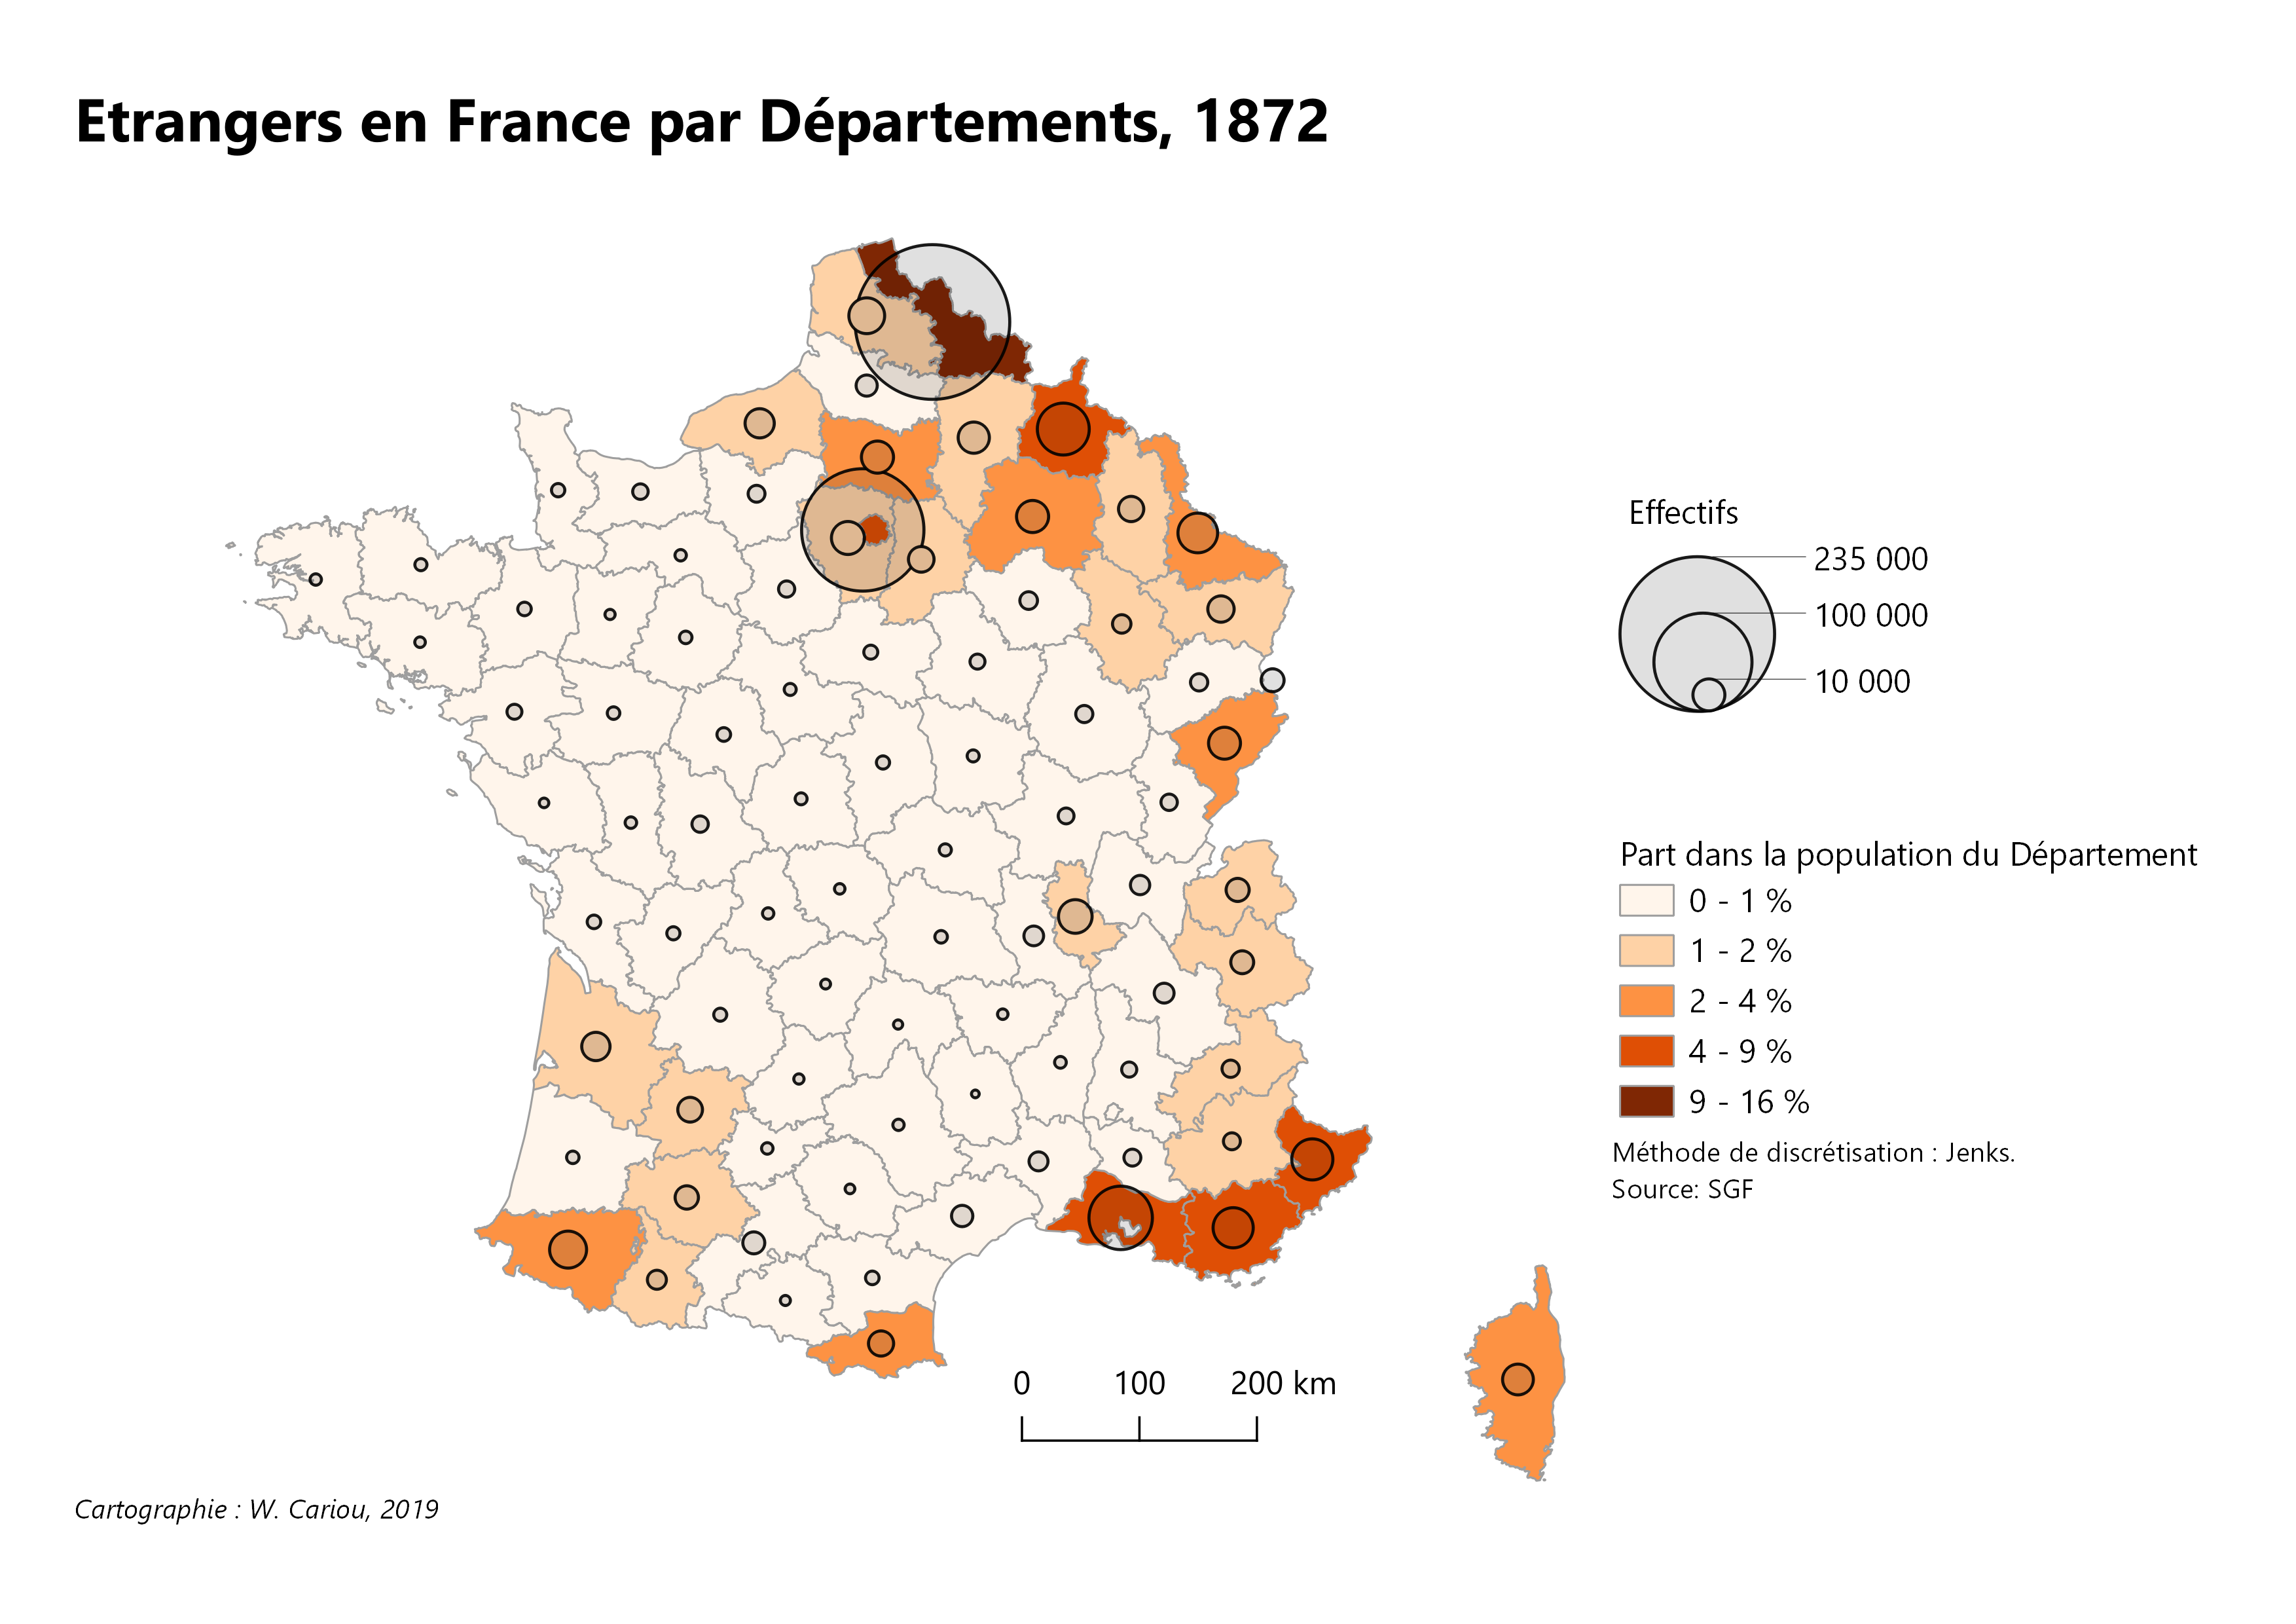 Etrangers en France par Départements, 1872
Effectifs
235 000
100 000
10 000
Part dans la population du Département
0 - 1 %
1 - 2 %
2 - 4 %
4 - 9 %
9 - 16 %
Méthode de discrétisation : Jenks.
Source: SGF
0 100 200 km
Cartographie : W. Cariou, 2019